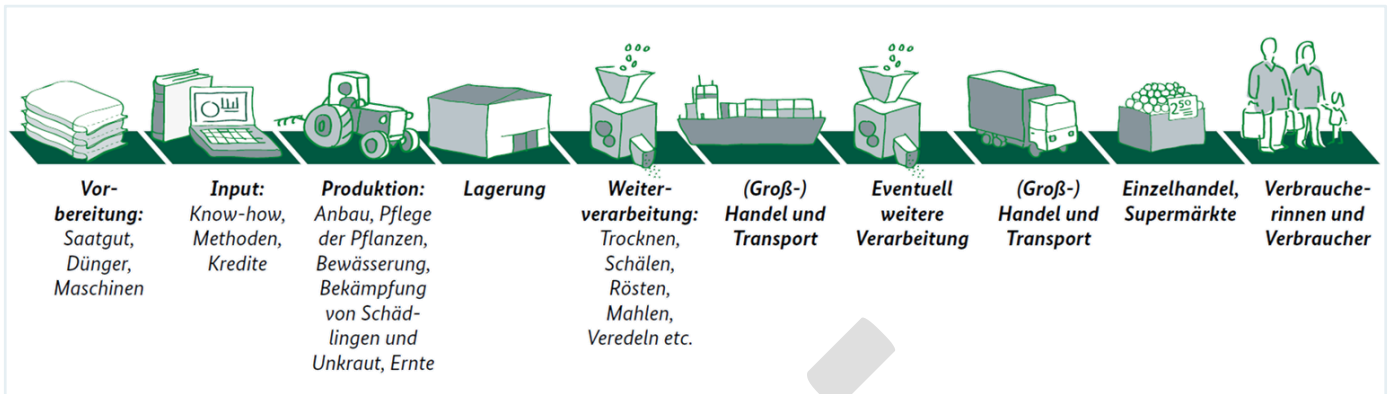 2.50
Vor-
bereitung:
Saatgut,
Dünger,
Maschinen
Input:
Know-how,
Methoden,
Kredite
Produktion:
Anbau, Pflege
der Pflanzen,
Bewässerung,
Bekämpfung
von Schäd-
lingen und
Unkraut, Ernte
Lagerung
Weiter-
verarbeitung:
Trocknen,
Schälen,
Rösten,
Mahlen,
Veredeln etc.
(Groß-)
Handel und
Transport
Eventuell
weitere
Verarbeitung
(Groß-)
Handel und
Transport
Einzelhandel,
Supermärkte
Verbrauche-
rinnen und
Verbraucher